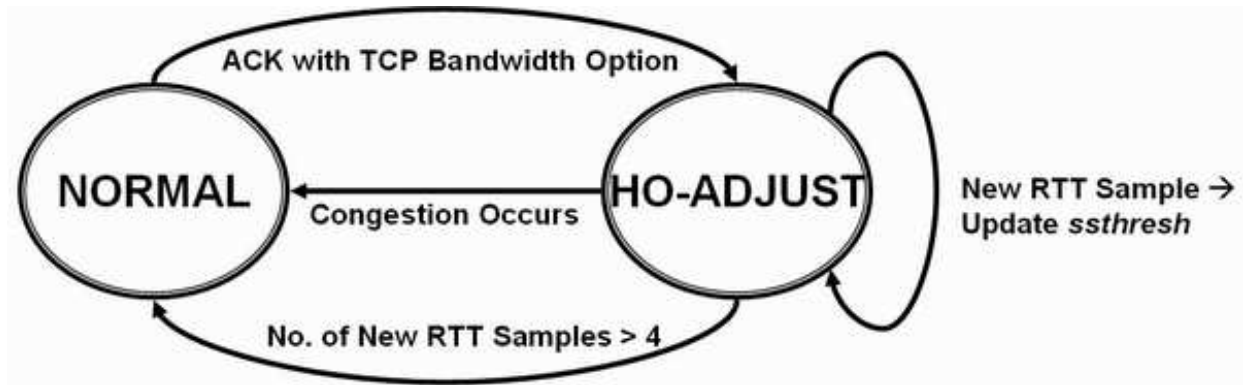 ACK with TCP Bandwidth Option
NORMAL
HO-ADJUST
Congestion Occurs
New RTT Sample →
Update ssthresh
No. of New RTT Samples > 4